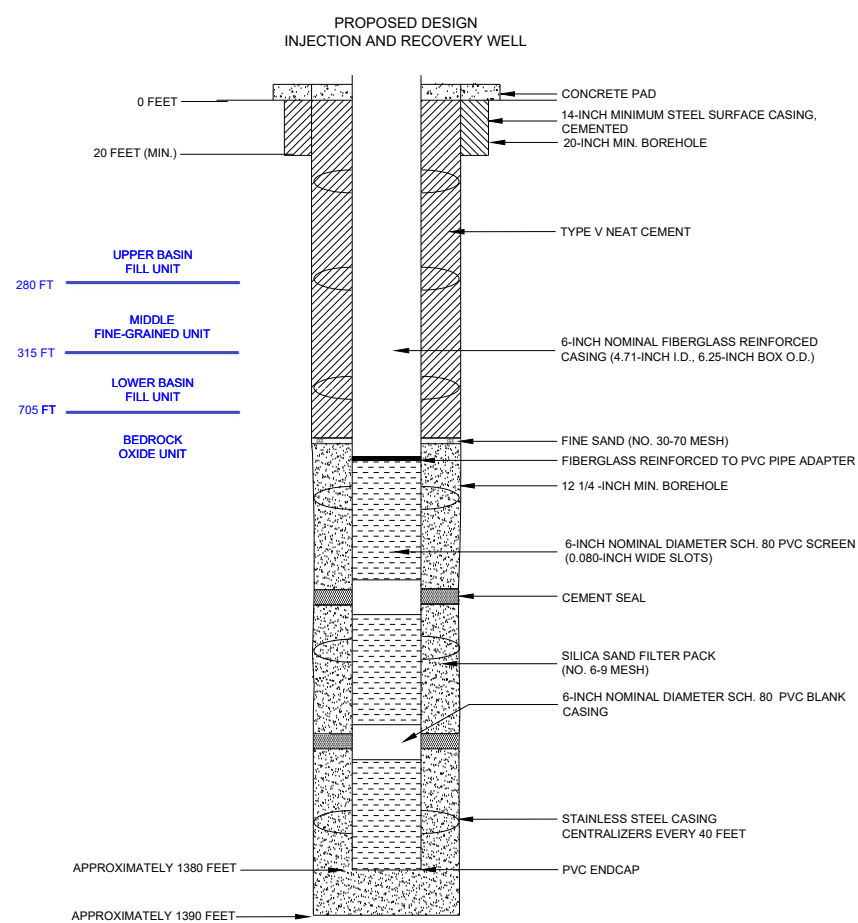 PROPOSED DESIGN
INJECTION AND RECOVERY WELL
CONCRETE PAD
0 FEET
14-INCH MINIMUM STEEL SURFACE CASING,
CEMENTED
20-INCH MIN. BOREHOLE
20 FEET (MIN.)
TYPE V NEAT CEMENT
UPPER BASIN
FILL UNIT
280 FT
MIDDLE
FINE-GRAINED UNIT
315 FT
6-INCH NOMINAL FIBERGLASS REINFORCED
CASING (4.71-INCH I.D., 6.25-INCH BOX O.D.)
LOWER BASIN
FILL UNIT
705 FT
BEDROCK
OXIDE UNIT
FINE SAND (NO. 30-70 MESH)
FIBERGLASS REINFORCED TO PVC PIPE ADAPTER
12 1/4 -INCH MIN. BOREHOLE
6-INCH NOMINAL DIAMETER SCH. 80 PVC SCREEN
(0.080-INCH WIDE SLOTS)
CEMENT SEAL
SILICA SAND FILTER PACK
(NO. 6-9 MESH)
6-INCH NOMINAL DIAMETER SCH. 80 PVC BLANK
CASING
STAINLESS STEEL CASING
CENTRALIZERS EVERY 40 FEET
APPROXIMATELY 1380 FEET
PVC ENDCAP
APPROXIMATELY 1390 FEET